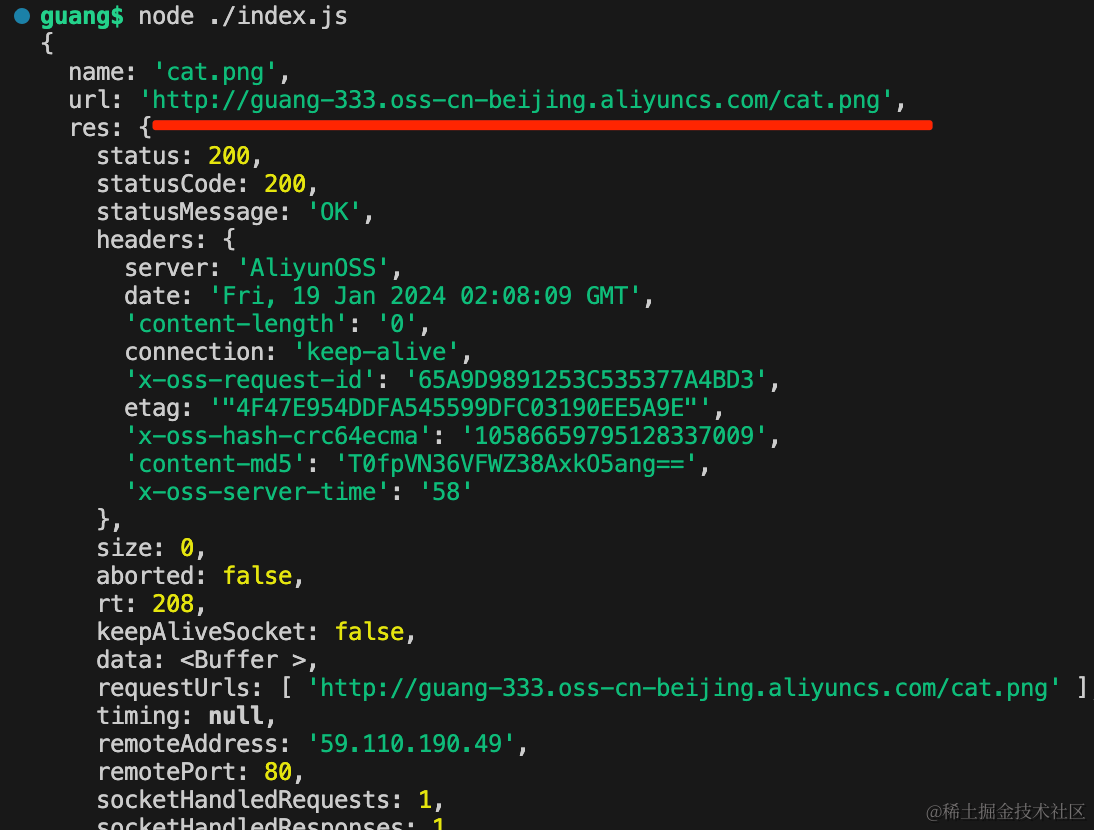 guang$ node ./index.js
{
  name: 'cat.png',
  url: 'http://guang-333.oss-cn-beijing.aliyuncs.com/cat.png',
  res: {
    status: 200,
    statusCode: 200,
    statusMessage: 'OK',
    headers: {
      server: 'AliyunOSS',
      date: 'Fri, 19 Jan 2024 02:08:09 GMT',
      'content-length': '0',
      connection: 'keep-alive',
      'x-oss-request-id': '65A9D9891253C535377A4BD3',
      etag: '"4F47E954DDFA545599DFC03190EE5A9E"',
      'x-oss-hash-crc64ecma': '10586659795128337009',
      'content-md5': 'T0fpVN36VFWZ38AxkO5ang==',
      'x-oss-server-time': '58'
    },
    size: 0,
    aborted: false,
    rt: 208,
    keepAliveSocket: false,
    data: <Buffer >,
    requestUrls: [ 'http://guang-333.oss-cn-beijing.aliyuncs.com/cat.png' ]
    timing: null,
    remoteAddress: '59.110.190.49',
    remotePort: 80,
    socketHandledRequests: 1,
    socketHandledResponses: 1
@稀土掘金技术社区